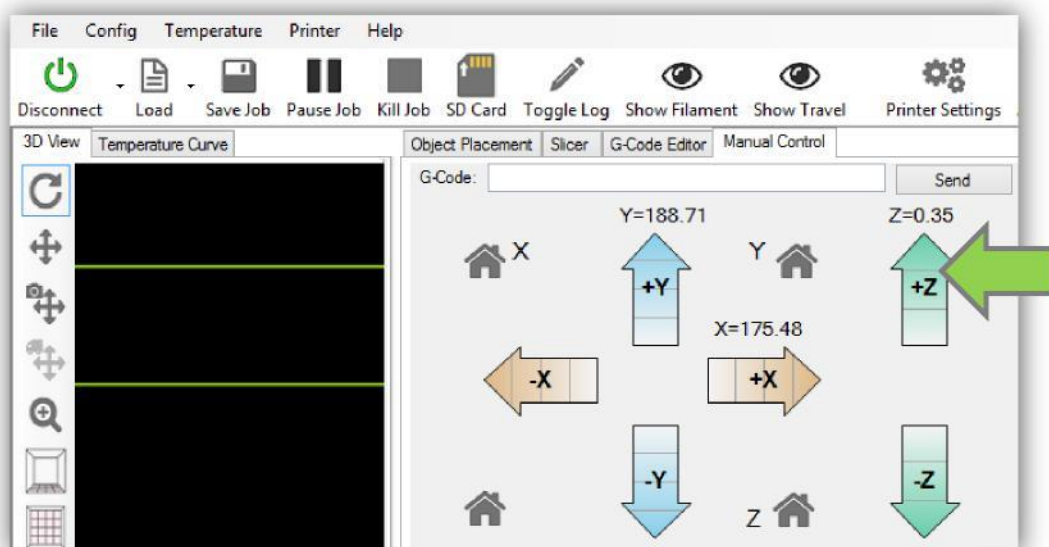 File Config Temperature Printer Help
Disconnect Load Save Job Pause Job Kill Job SD Card Toggle Log Show Filament Show Travel Printer Settings
3D View Temperature Curve Object Placement Slicer G-Code Editor Manual Control
G-Code: Send
Y=188.71 Z=0.35
X Y
+Y +Z
X=175.48
-X +X
-Y -Z
Z